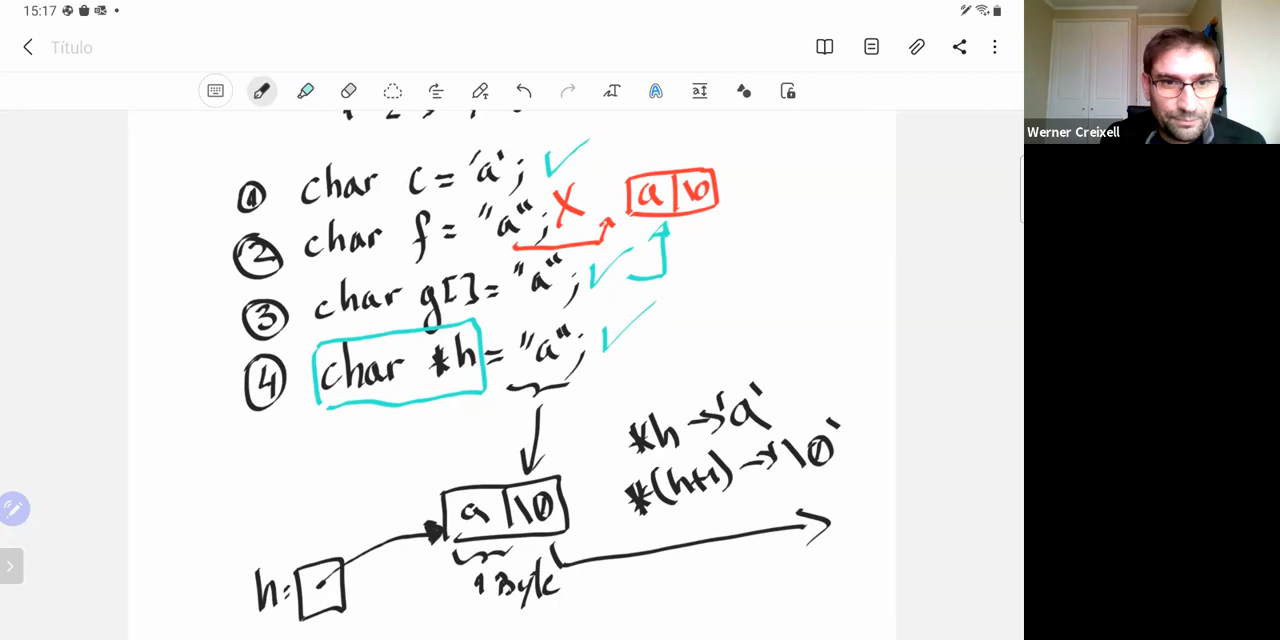 15:17
Título
Werner Creixell
① char c = 'a';
② char f = "a"; X
a \0
③ char g[] = "a";
④ char *h = "a";
*h → 'a'
*(h+1) → '\0'
a \0
1 Byte
h: